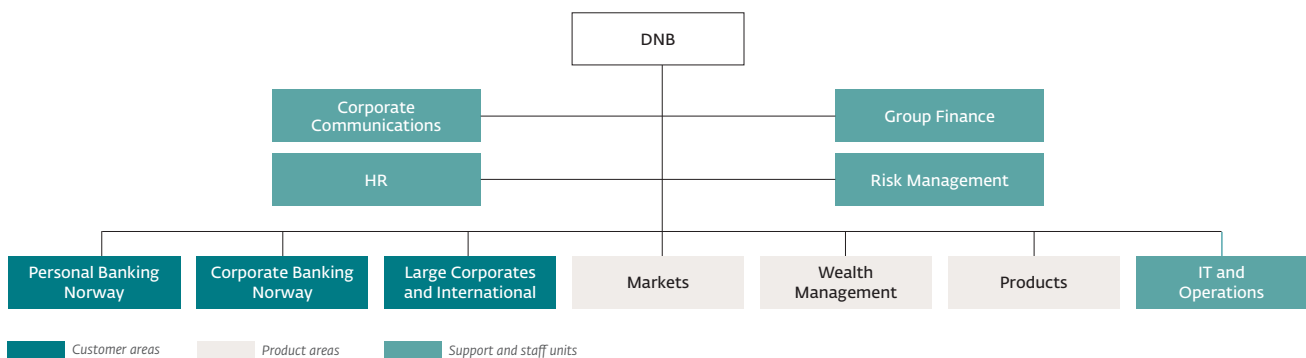 DNB
Corporate
Communications
Group Finance
HR
Risk Management
Personal Banking
Norway
Corporate Banking
Norway
Large Corporates
and International
Markets
Wealth
Management
Products
IT and
Operations
Customer areas
Product areas
Support and staff units